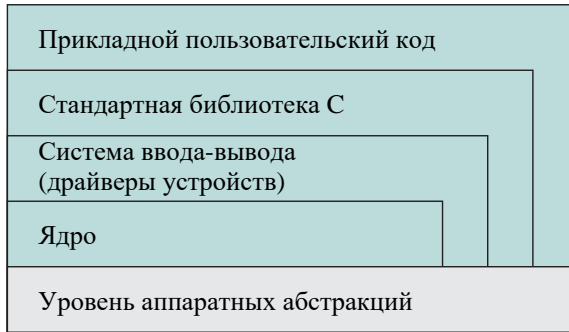 Прикладной пользовательский код
Стандартная библиотека С
Система ввода-вывода
(драйверы устройств)
Ядро
Уровень аппаратных абстракций